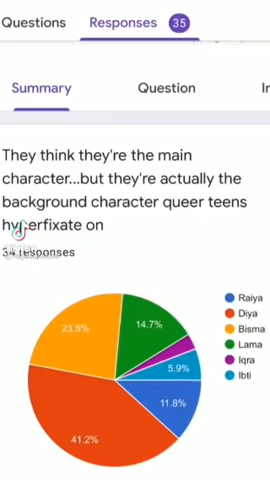 Questions Responses 35
Summary Question
They think they're the main
character...but they're actually the
background character queer teens
hyperfixate on
34 responses
Raiya
Diya
Bisma
Lama
Iqra
Ibti
14.7%
23.5%
5.9%
11.8%
41.2%